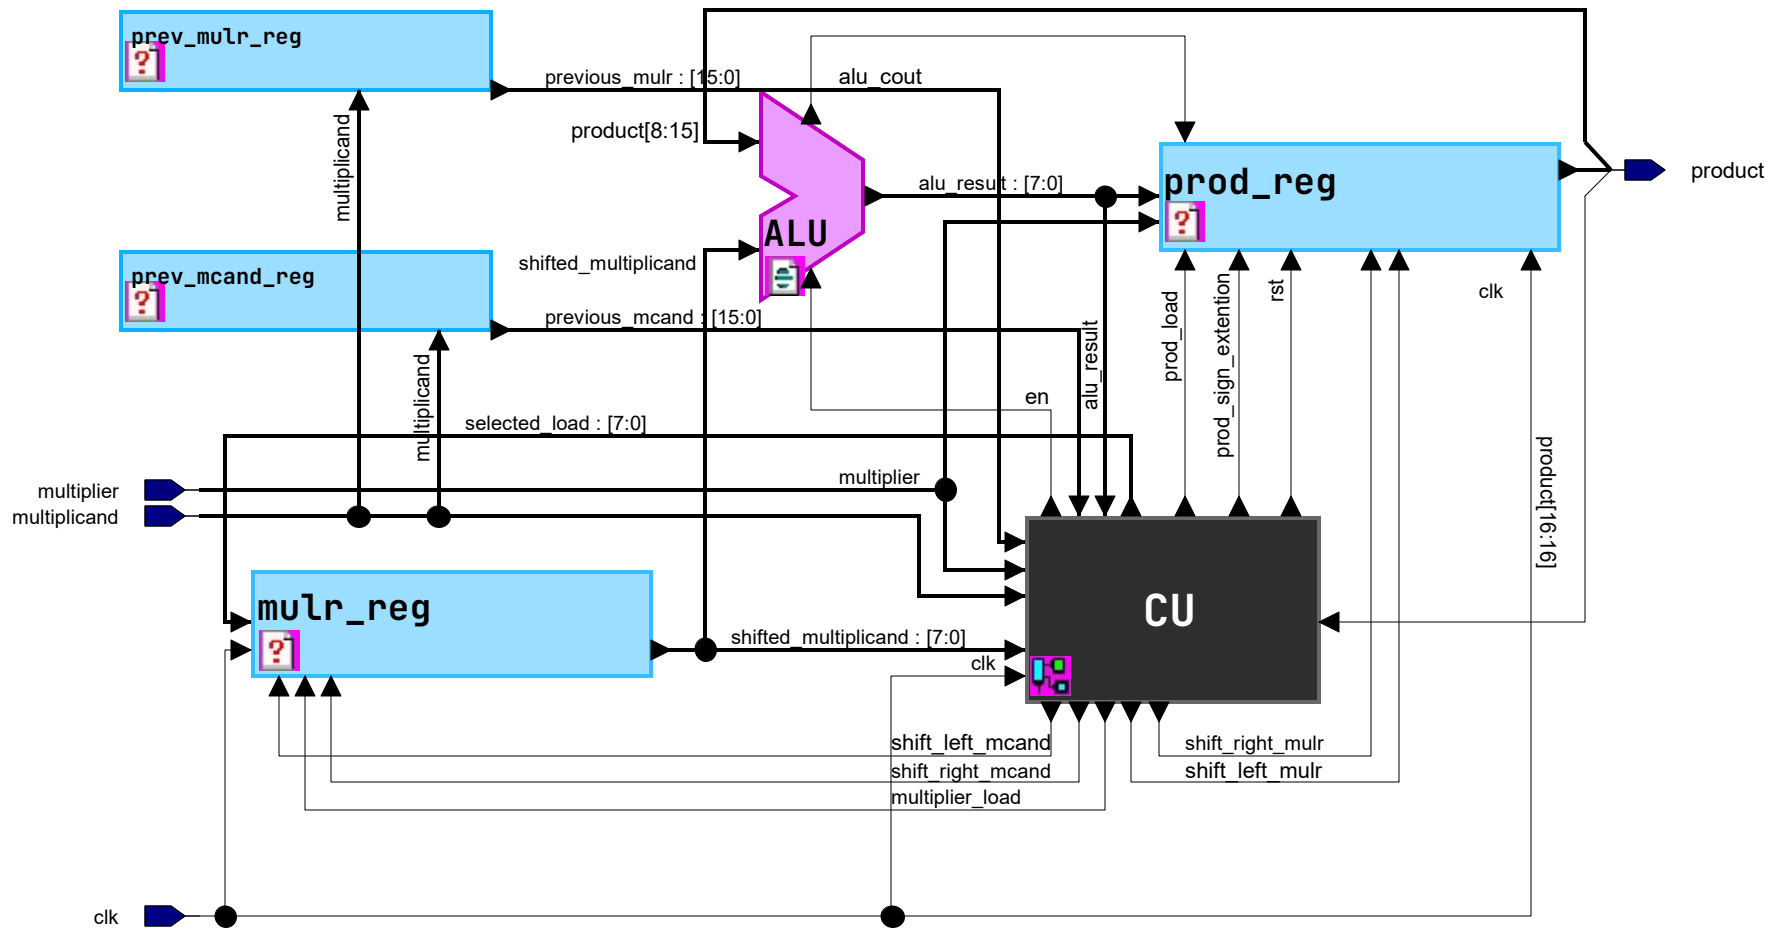 prev_mulr_reg
previous_mulr : [15:0]
alu_cout
product[8:15]
multiplicand
alu_result : [7:0]
prod_reg
product
ALU
shifted_multiplicand
prev_mcand_reg
previous_mcand : [15:0]
multiplicand
alu_result
prod_load
prod_sign_extention
rst
clk
en
selected_load : [7:0]
multiplier
multiplier
multiplicand
product[16:16]
mulr_reg
CU
shifted_multiplicand : [7:0]
clk
shift_left_mcand
shift_right_mulr
shift_right_mcand
shift_left_mulr
multiplier_load
clk